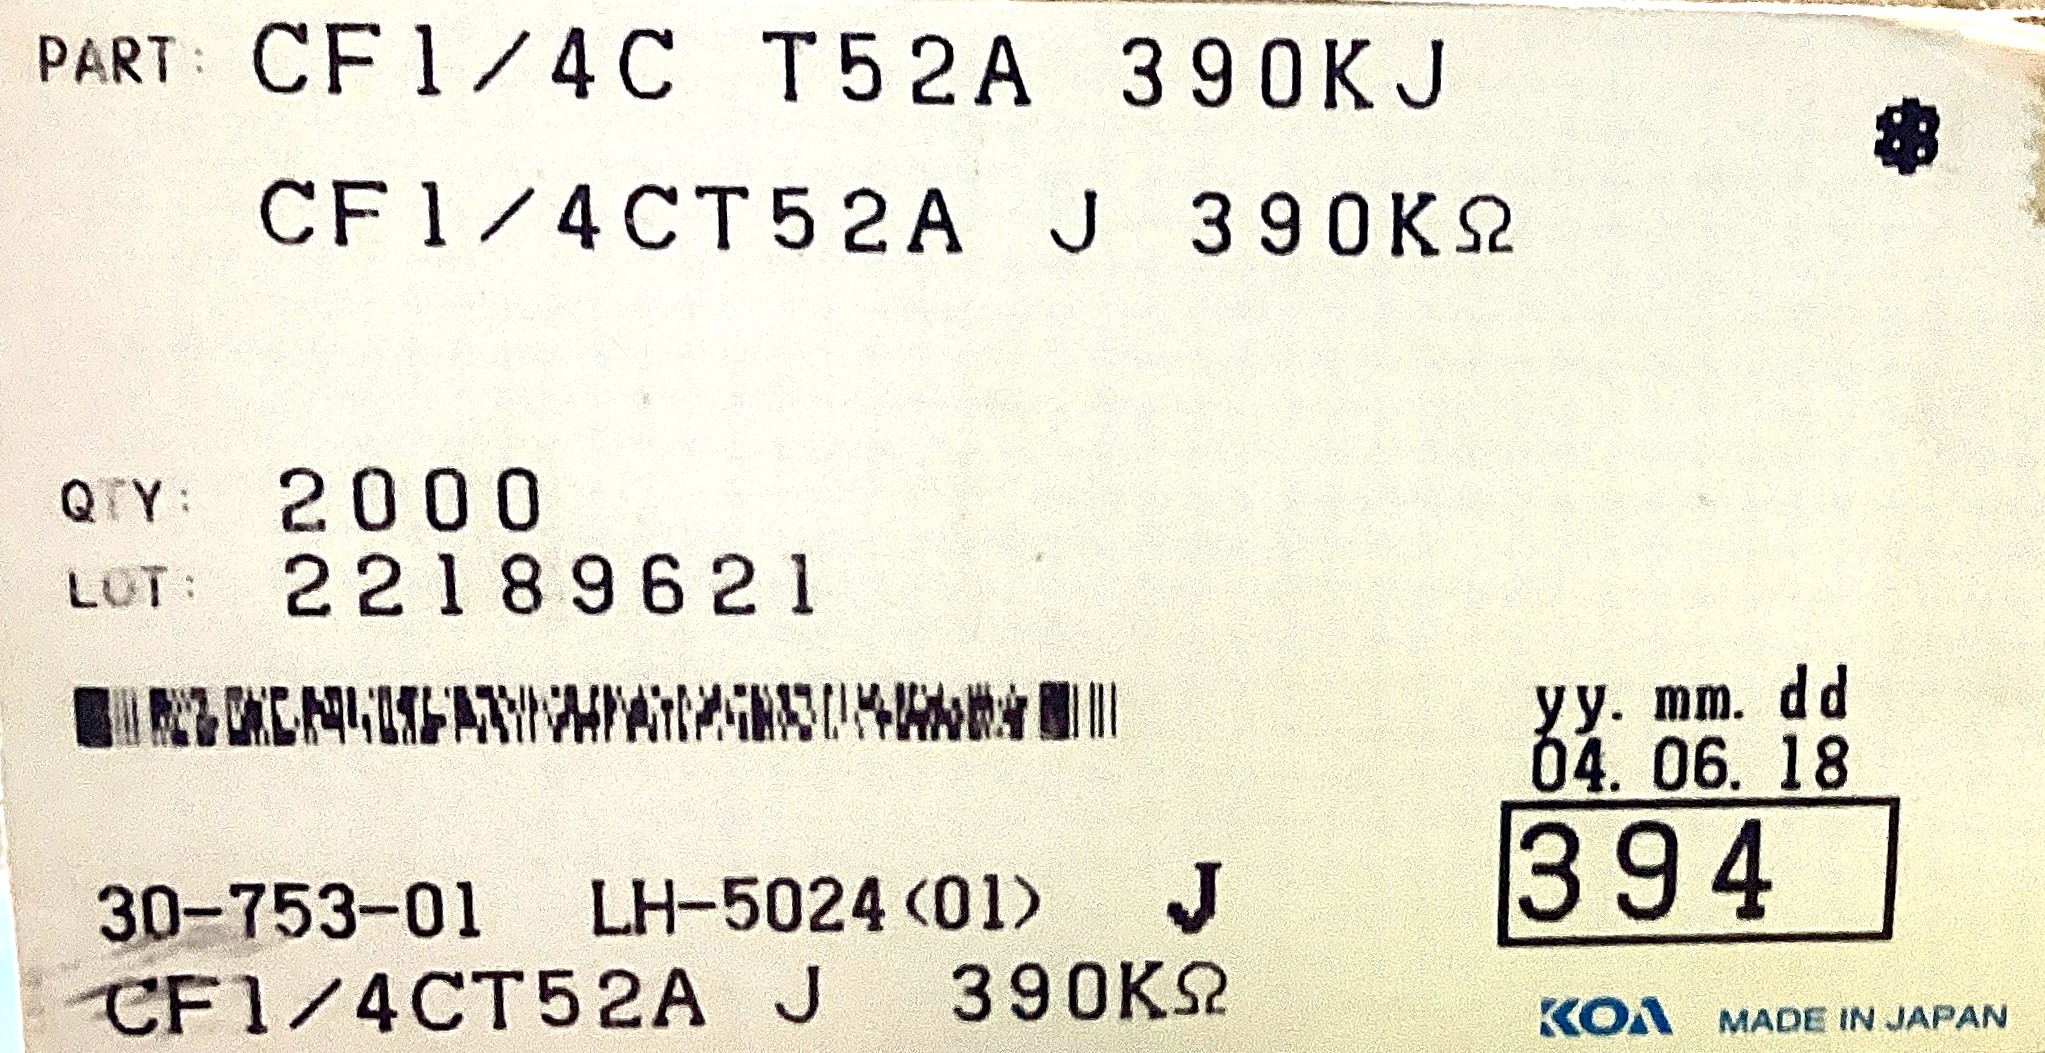 PART: CF1/4C T52A 390KJ
CF1/4CT52A J 390KΩ
QTY: 2000
LOT: 22189621
yy. mm. dd
04. 06. 18
394
30-753-01 LH-5024(01) J
CF1/4CT52A J 390KΩ
KOA MADE IN JAPAN